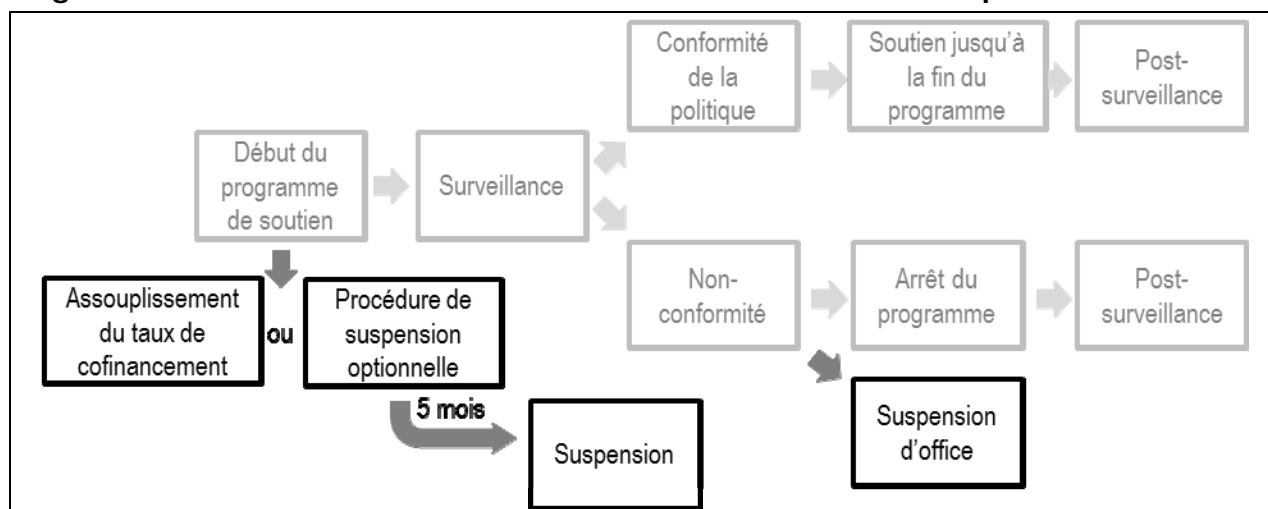 Conformité
de la
politique
Soutien jusqu'à
la fin du
programme
Post-
surveillance
Début du
programme
de soutien
Surveillance
Non-
conformité
Arrêt du
programme
Post-
surveillance
Assouplissement
du taux de
cofinancement
ou
Procédure de
suspension
optionnelle
5 mois
Suspension
Suspension
d'office